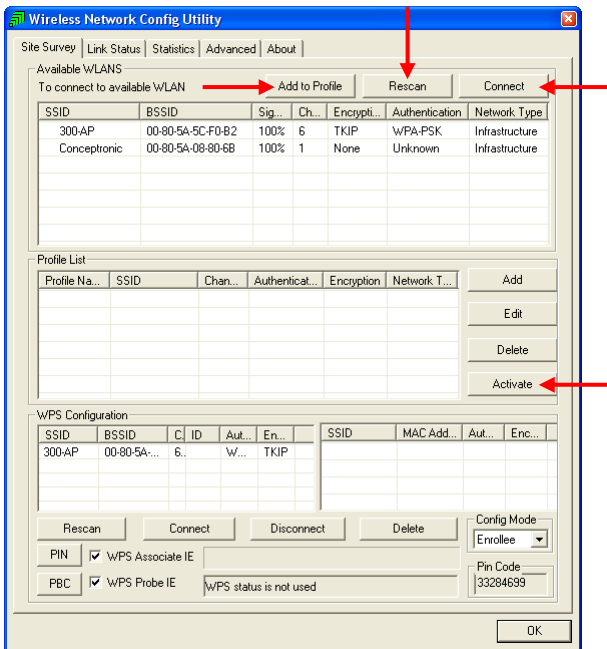 Wireless Network Config Utility
Site Survey Link Status Statistics Advanced About
Available WLANS
To connect to available WLAN Add to Profile Rescan Connect
SSID BSSID Sig... Ch... Encrypti... Authentication Network Type
300-AP 00-80-5A-5C-F0-B2 100% 6 TKIP WPA-PSK Infrastructure
Conceptronic 00-80-5A-08-80-6B 100% 1 None Unknown Infrastructure
Profile List
Profile Na... SSID Chan... Authenticat... Encryption Network T...
Add
Edit
Delete
Activate
WPS Configuration
SSID BSSID C. ID Aut... En...
300-AP 00-80-5A-... 6.. W... TKIP
SSID MAC Add... Aut... Enc...
Rescan Connect Disconnect Delete
Config Mode
Enrollee
PIN WPS Associate IE
PBC WPS Probe IE WPS status is not used
Pin Code
33284699
OK